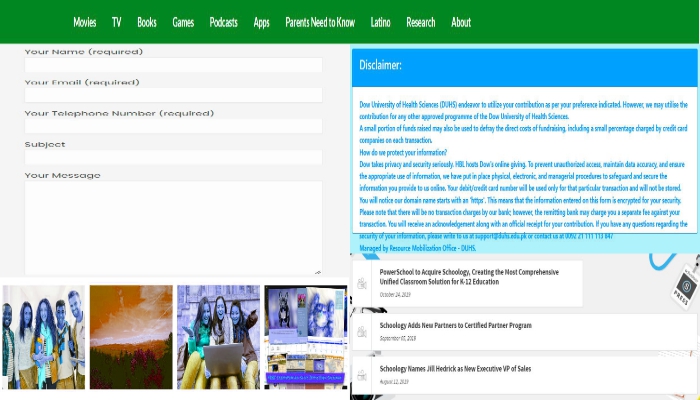 Movies TV Books Games Podcasts Apps Parents Need to Know Latino Research About
Your Name (required)
Your Email (required)
Your Telephone Number (required)
Subject
Your Message
Disclaimer:
Dow University of Health Sciences (DUHS) endeavor to utilize your contribution as per your preference indicated. However, we may utilise the
contribution for any other approved programme of the Dow University of Health Sciences.
A small portion of funds raised may also be used to defray the direct costs of fundraising, including a small percentage charged by credit card
companies on each transaction.
How do we protect your information?
Dow takes privacy and security seriously. HBL hosts Dow's online giving. To prevent unauthorized access, maintain data accuracy, and ensure
the appropriate use of information, we have put in place physical, electronic, and managerial procedures to safeguard and secure the
information you provide to us online. Your debit/credit card number will be used only for that particular transaction and will not be stored.
You will notice our domain name starts with an 'https'. This means that the information entered on this form is encrypted for your security.
Please note that there will be no transaction charges by our bank; however, the remitting bank may charge you a separate fee against your
transaction. You will receive an acknowledgement along with an official receipt for your contribution. If you have any questions regarding the
security of your information, please write to us at support@duhs.edu.pk or contact us at 0092 21 111 113 847
Managed by Resource Mobilization Office - DUHS.
PowerSchool to Acquire Schoology, Creating the Most Comprehensive
Unified Classroom Solution for K-12 Education
October 24, 2019
PRESS
Schoology Adds New Partners to Certified Partner Program
September 05, 2019
Schoology Names Jill Hedrick as New Executive VP of Sales
August 12, 2019